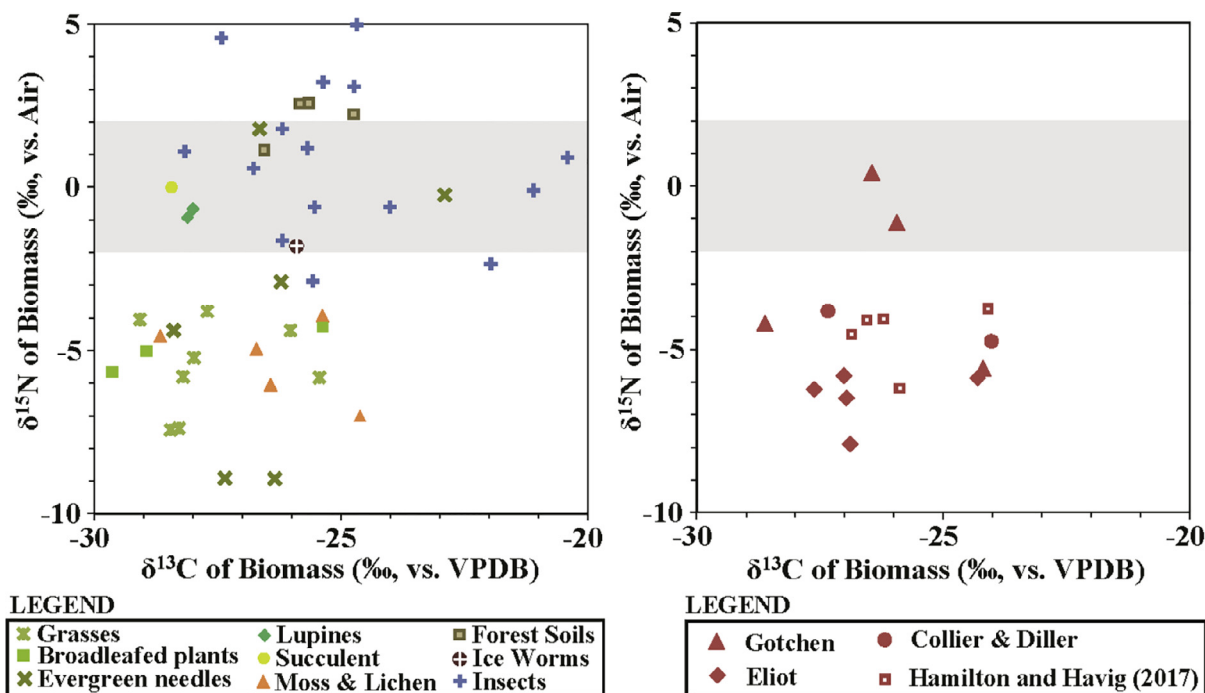 5
0
-5
-10
δ¹⁵N of Biomass (‰, vs. Air)
-30 -25 -20
δ¹³C of Biomass (‰, vs. VPDB)
LEGEND
Grasses Lupines Forest Soils
Broadleafed plants Succulent Ice Worms
Evergreen needles Moss & Lichen Insects
5
0
-5
-10
δ¹⁵N of Biomass (‰, vs. Air)
-30 -25 -20
δ¹³C of Biomass (‰, vs. VPDB)
LEGEND
Gotchen Collier & Diller
Eliot Hamilton and Havig (2017)